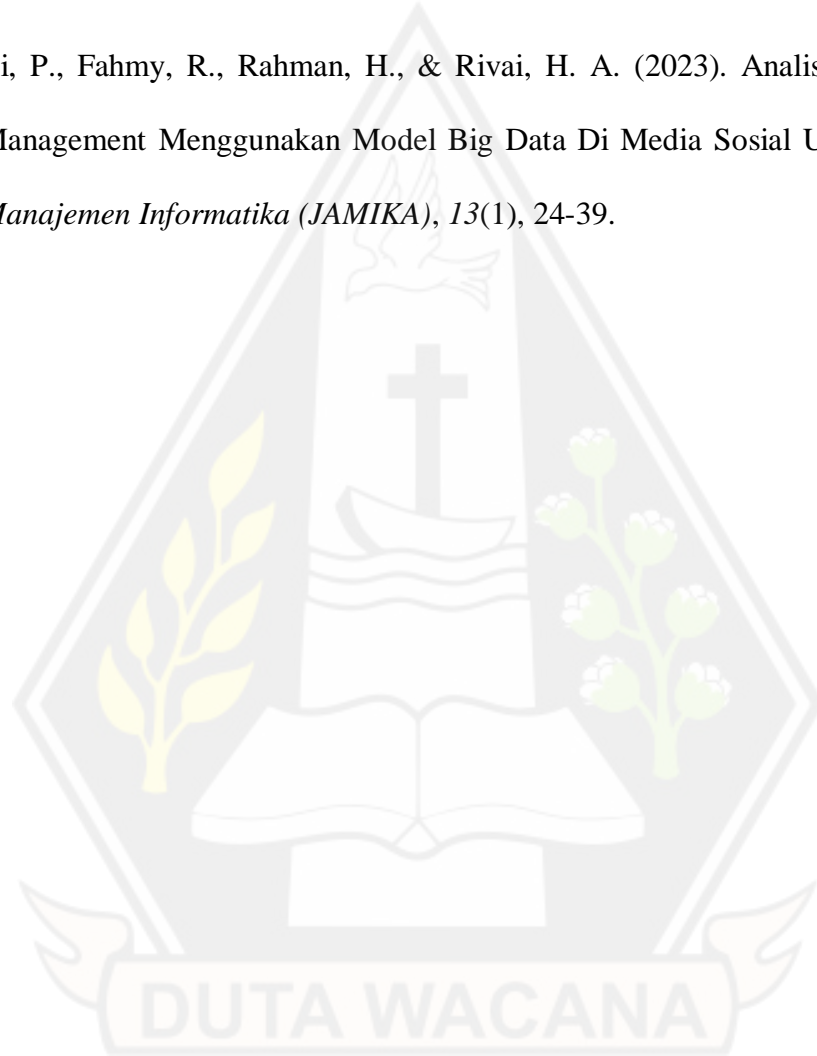 i, P., Fahmy, R., Rahman, H., & Rivai, H. A. (2023). Analis
Management Menggunakan Model Big Data Di Media Sosial U
Manajemen Informatika (JAMIKA), 13(1), 24-39.
DUTA WACANA